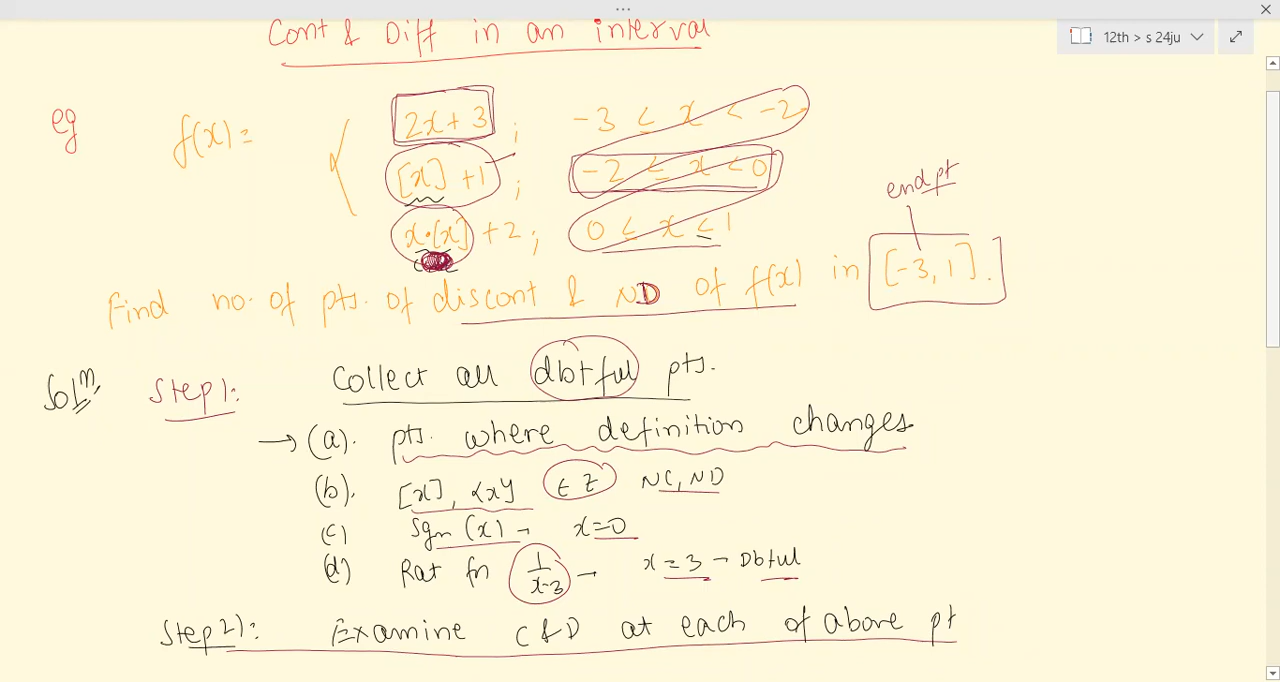 12th > s 24ju
Cont & Diff in an interval
eg f(x) = { 2x + 3 ; -3 ≤ x < -2
[x] + 1 ; -2 ≤ x < 0
x·[x] + 2 ; 0 ≤ x ≤ 1
end pt
Find no. of pts. of discont & ND of f(x) in [-3, 1].
Solⁿ, Step 1: Collect all dbtful pts.
→ (a). pts. where definition changes
(b). [x], {x} ∈ Z NC, ND
(c) Sgn (x) → x = 0
(d) Rat fn 1/(x-3) → x = 3 → Dbtful
Step 2): Examine C & D at each of above pt